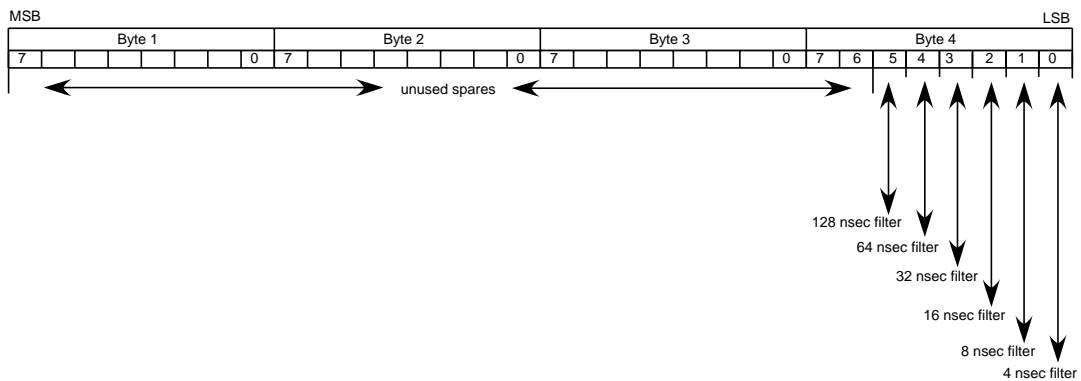 MSB LSB
Byte 1 Byte 2 Byte 3 Byte 4
7 0 7 0 7 0 7 6 5 4 3 2 1 0
unused spares
128 nsec filter
64 nsec filter
32 nsec filter
16 nsec filter
8 nsec filter
4 nsec filter